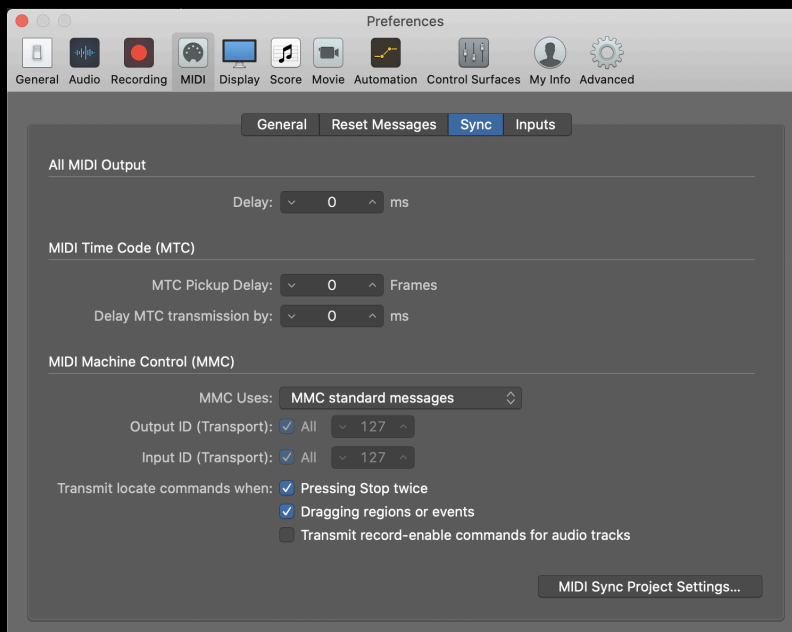 Preferences
General Audio Recording MIDI Display Score Movie Automation Control Surfaces My Info Advanced
General Reset Messages Sync Inputs
All MIDI Output
Delay: 0 ms
MIDI Time Code (MTC)
MTC Pickup Delay: 0 Frames
Delay MTC transmission by: 0 ms
MIDI Machine Control (MMC)
MMC Uses: MMC standard messages
Output ID (Transport): All 127
Input ID (Transport): All 127
Transmit locate commands when: Pressing Stop twice
Dragging regions or events
Transmit record-enable commands for audio tracks
MIDI Sync Project Settings...